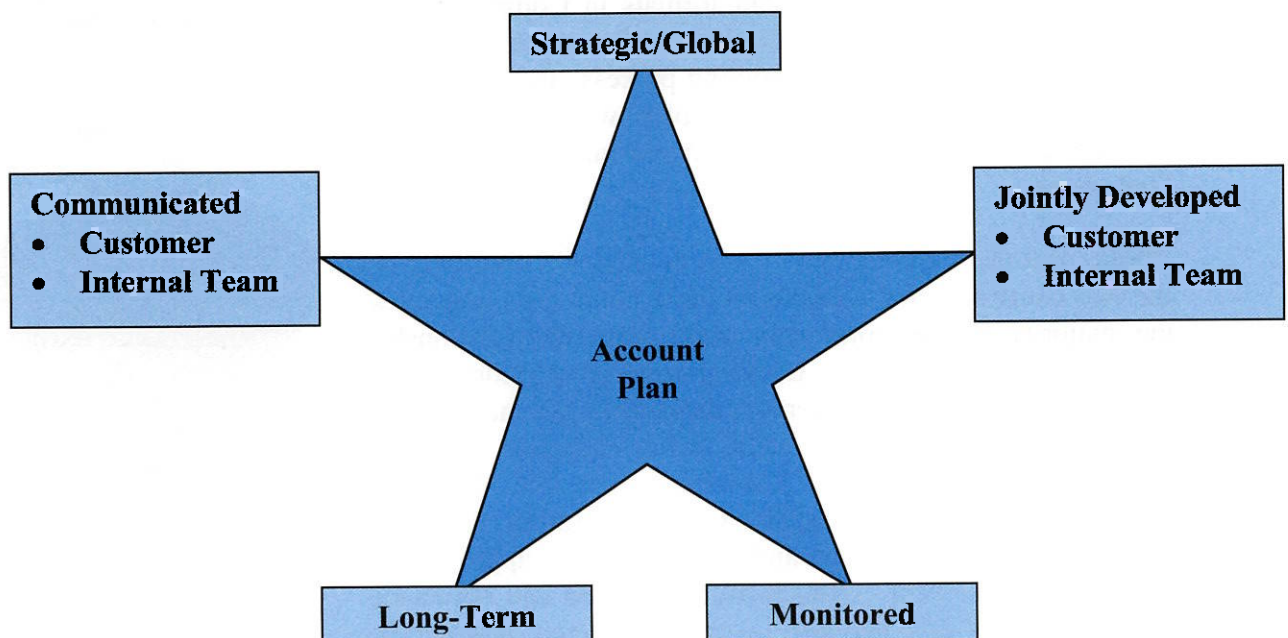 Strategic/Global
Communicated
• Customer
• Internal Team
Jointly Developed
• Customer
• Internal Team
Account
Plan
Long-Term
Monitored